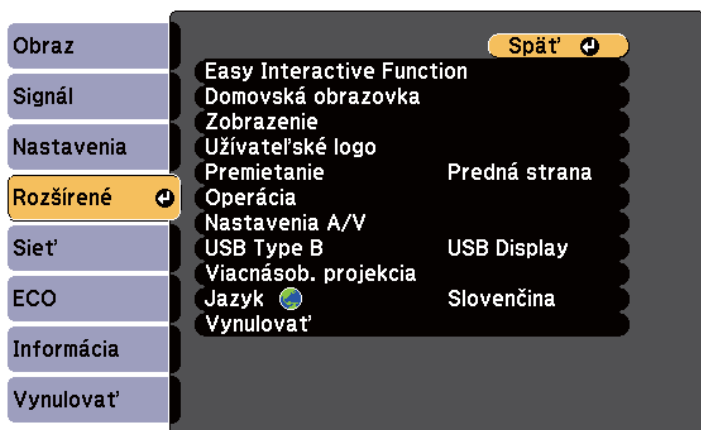 Obraz
Signál
Nastavenia
Rozšírené
Sieť
ECO
Informácia
Vynulovať
Späť
Easy Interactive Function
Domovská obrazovka
Zobrazenie
Užívateľské logo
Premietanie Predná strana
Operácia
Nastavenia A/V
USB Type B USB Display
Viacnásob. projekcia
Jazyk Slovenčina
Vynulovať